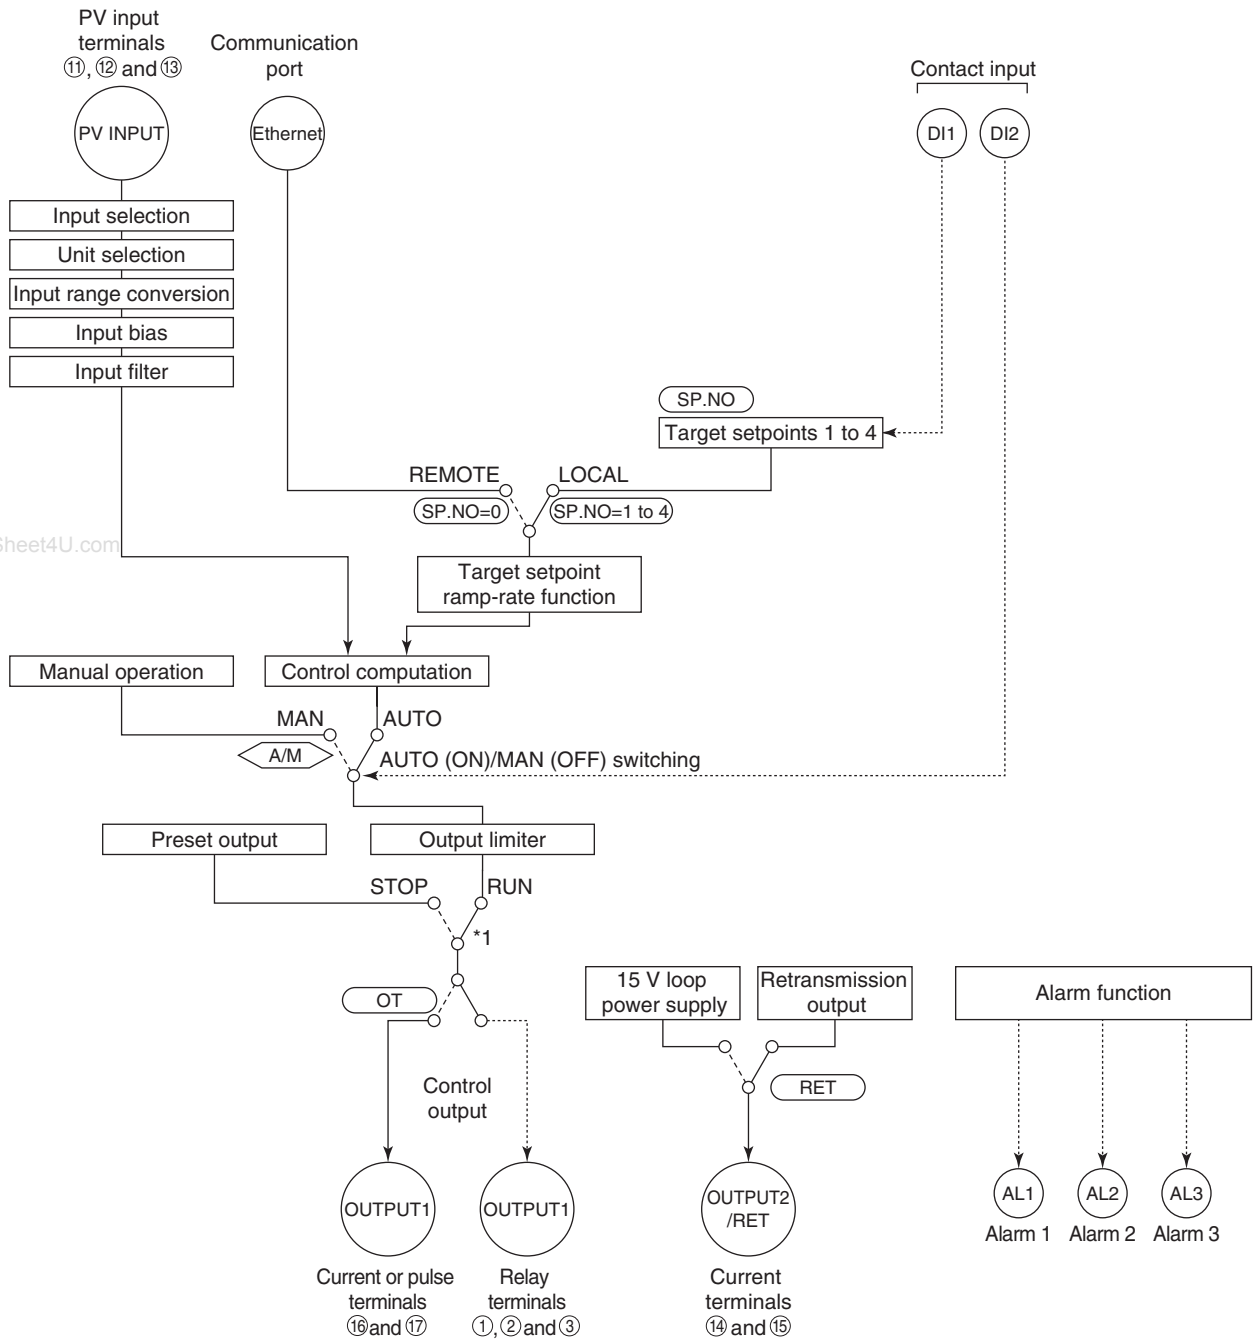 PV input
terminals
⑪, ⑫ and ⑬
Communication
port
Contact input
PV INPUT
Ethernet
DI1
DI2
Input selection
Unit selection
Input range conversion
Input bias
Input filter
SP.NO
Target setpoints 1 to 4
REMOTE
LOCAL
SP.NO=0
SP.NO=1 to 4
Sheet4U.com
Target setpoint
ramp-rate function
Manual operation
Control computation
MAN
AUTO
A/M
AUTO (ON)/MAN (OFF) switching
Preset output
Output limiter
STOP
RUN
*1
OT
15 V loop
power supply
Retransmission
output
Alarm function
Control
output
RET
OUTPUT1
OUTPUT1
OUTPUT2
/RET
AL1
AL2
AL3
Alarm 1
Alarm 2
Alarm 3
Current or pulse
terminals
⑯ and ⑰
Relay
terminals
①, ② and ③
Current
terminals
⑭ and ⑮